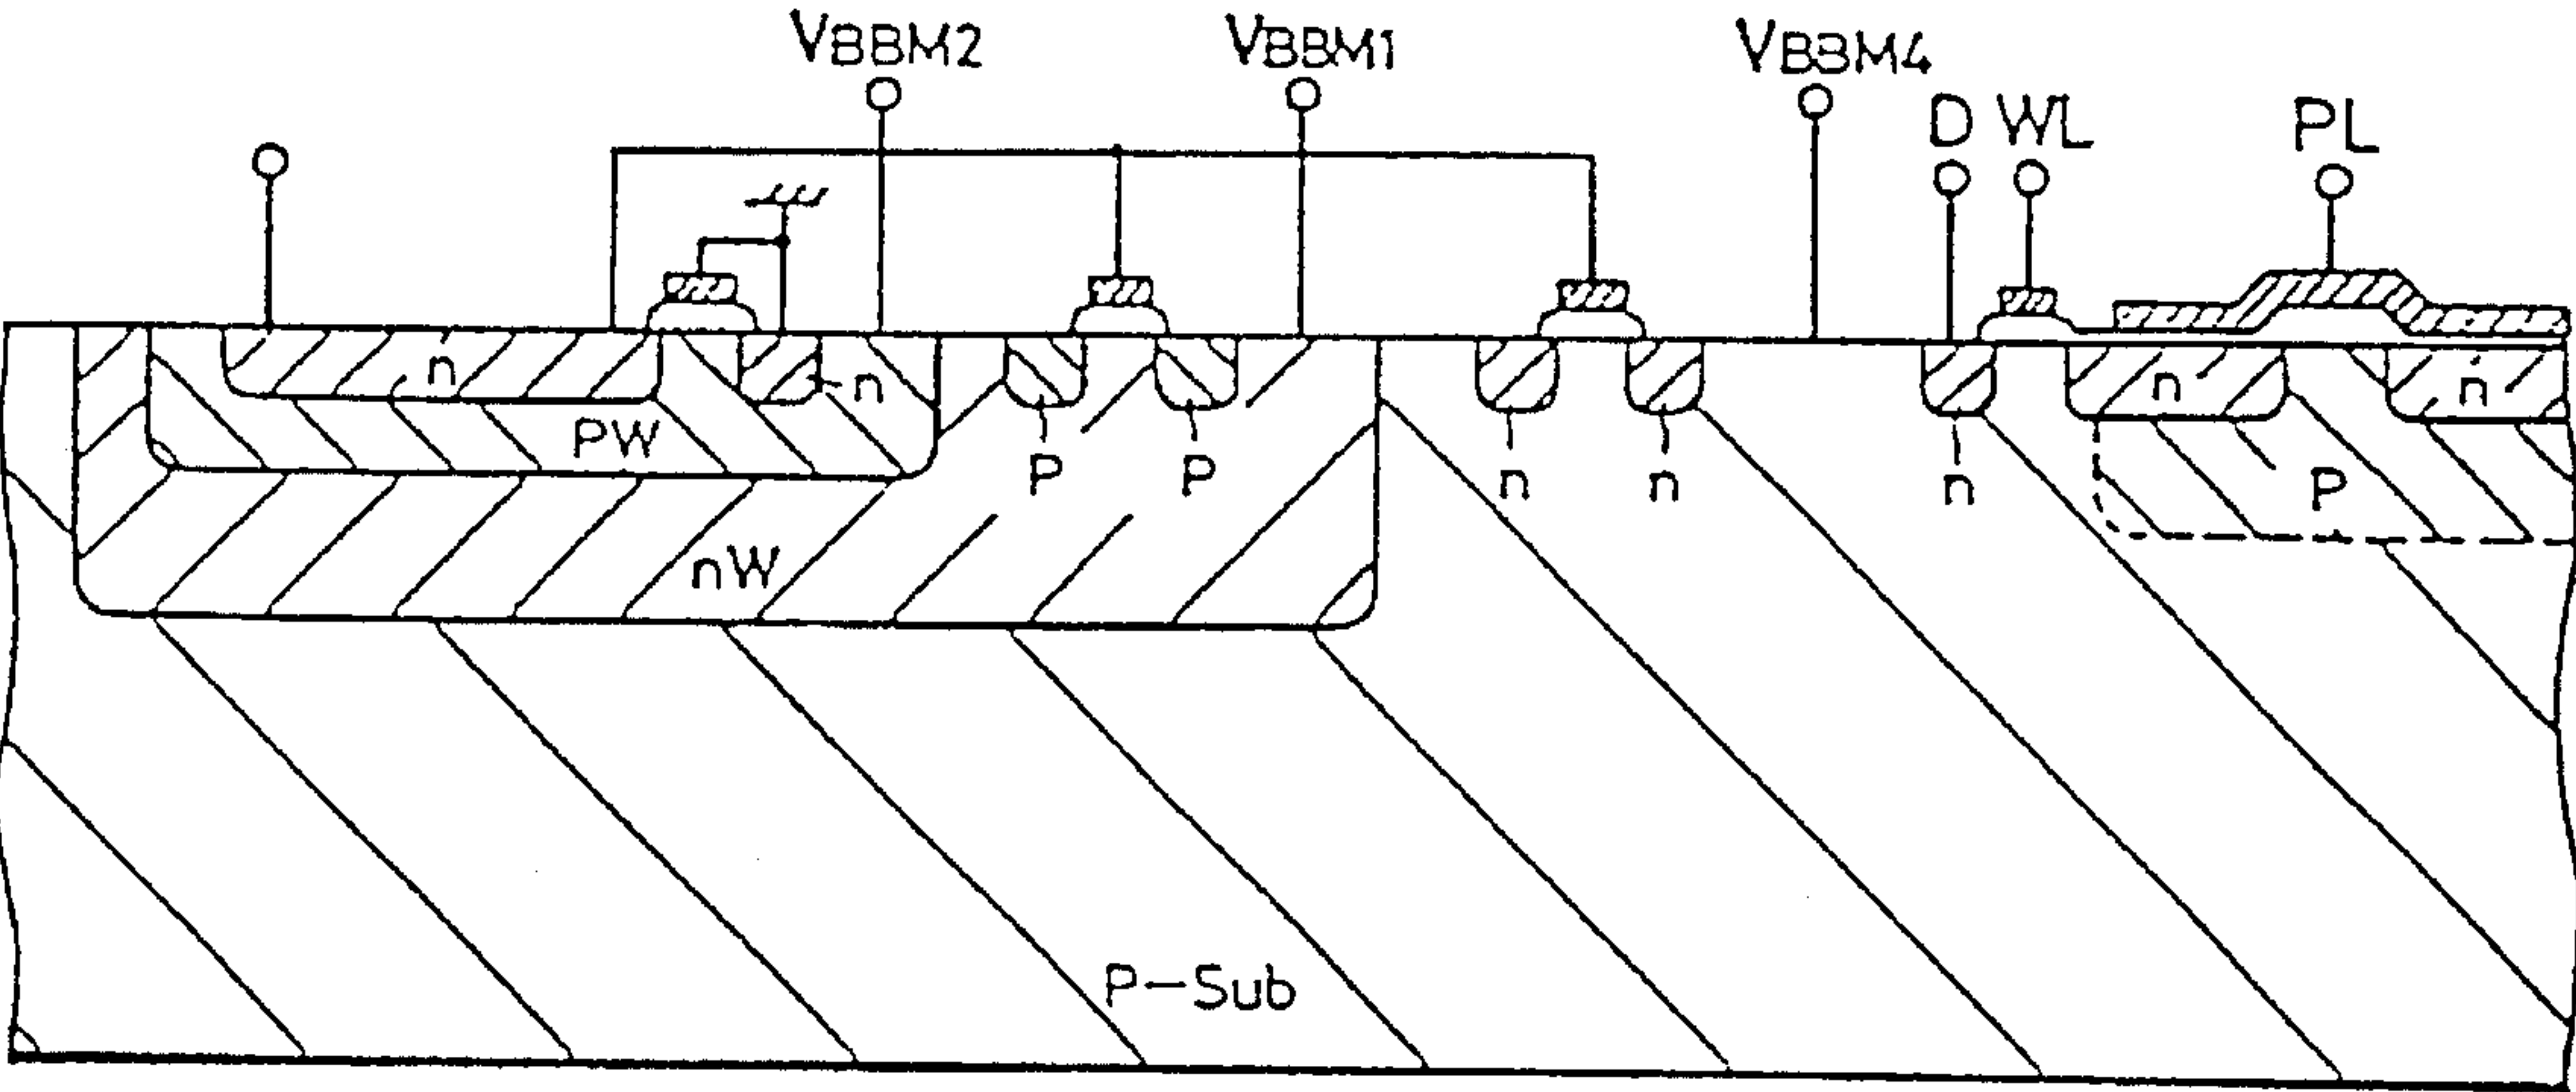 VBBM2 VBBM1 VBBM4
D WL PL
n n n n
PW P P n n n P
nW
P-Sub